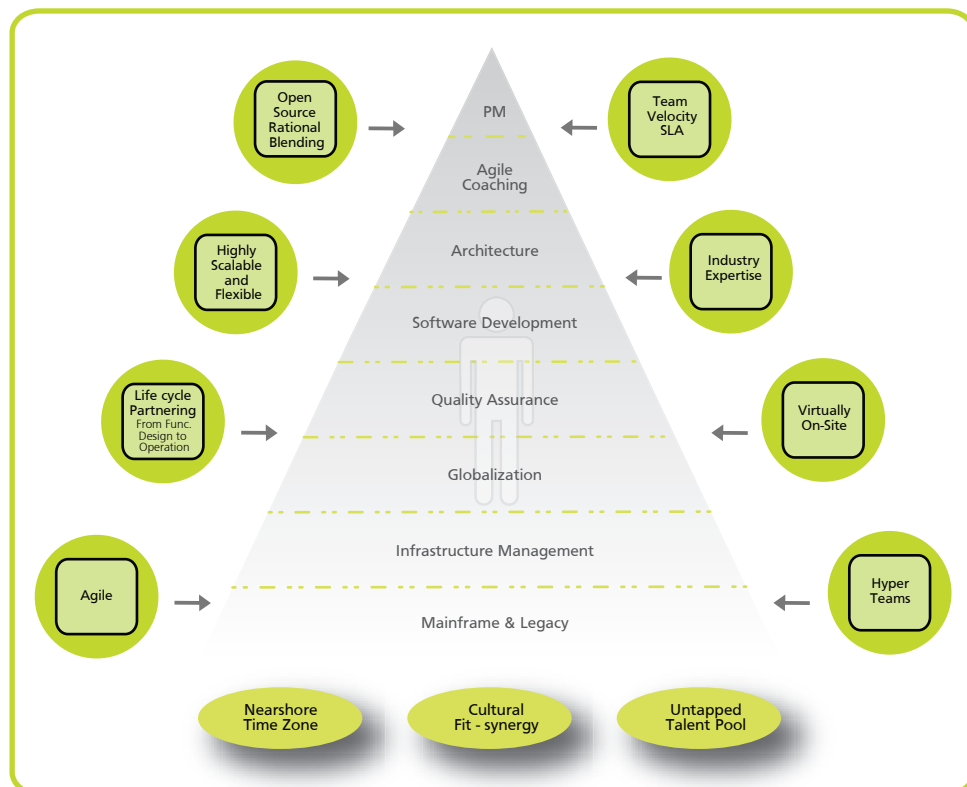 Open
Source
Rational
Blending
PM
Team
Velocity
SLA
Agile
Coaching
Highly
Scalable
and
Flexible
Architecture
Industry
Expertise
Software Development
Life cycle
Partnering
From Func.
Design to
Operation
Quality Assurance
Virtually
On-Site
Globalization
Infrastructure Management
Agile
Hyper
Teams
Mainframe & Legacy
Nearshore
Time Zone
Cultural
Fit - synergy
Untapped
Talent Pool